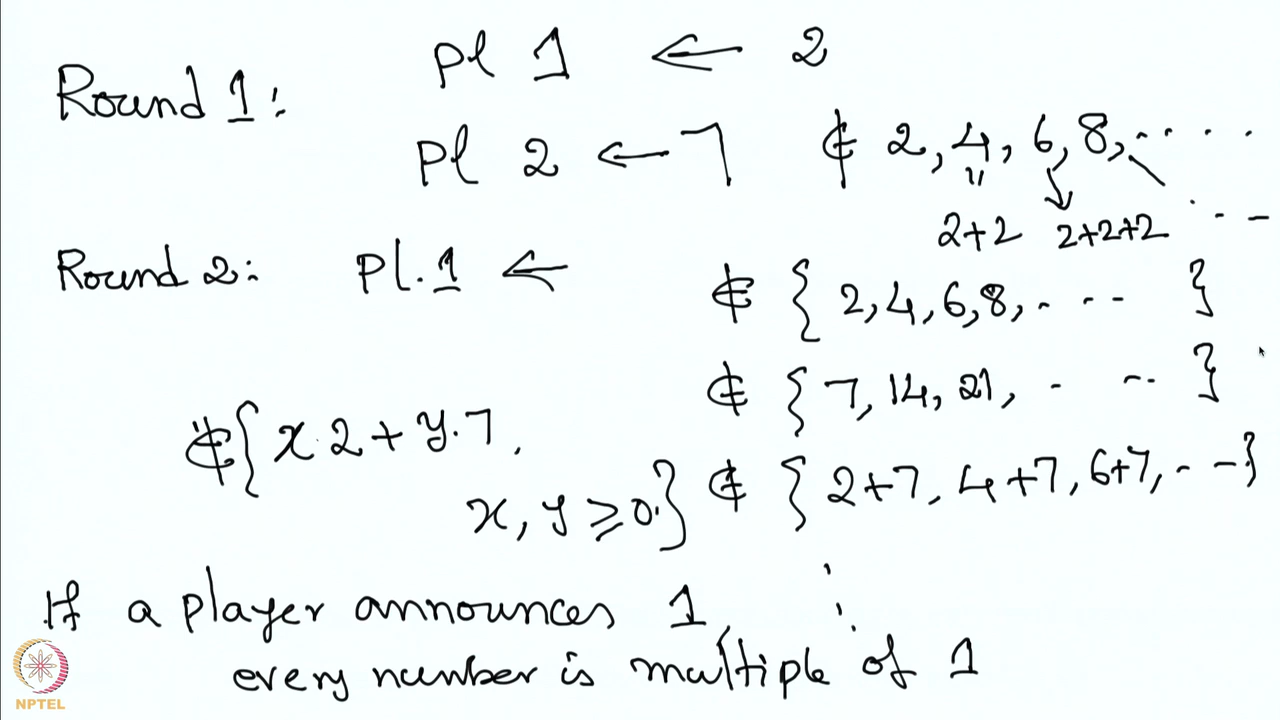 Round 1: Pl 1 ← 2
Pl 2 ← 7 ∉ 2, 4, 6, 8, ....
2+2 2+2+2 ...
Round 2: Pl. 1 ← ∉ { 2, 4, 6, 8, .... }
∉ { 7, 14, 21, . .. }
∉ { x.2 + y.7,
x, y ≥ 0. } ∉ { 2+7, 4+7, 6+7, ... }
If a player announces 1,
every number is multiple of 1
NPTEL